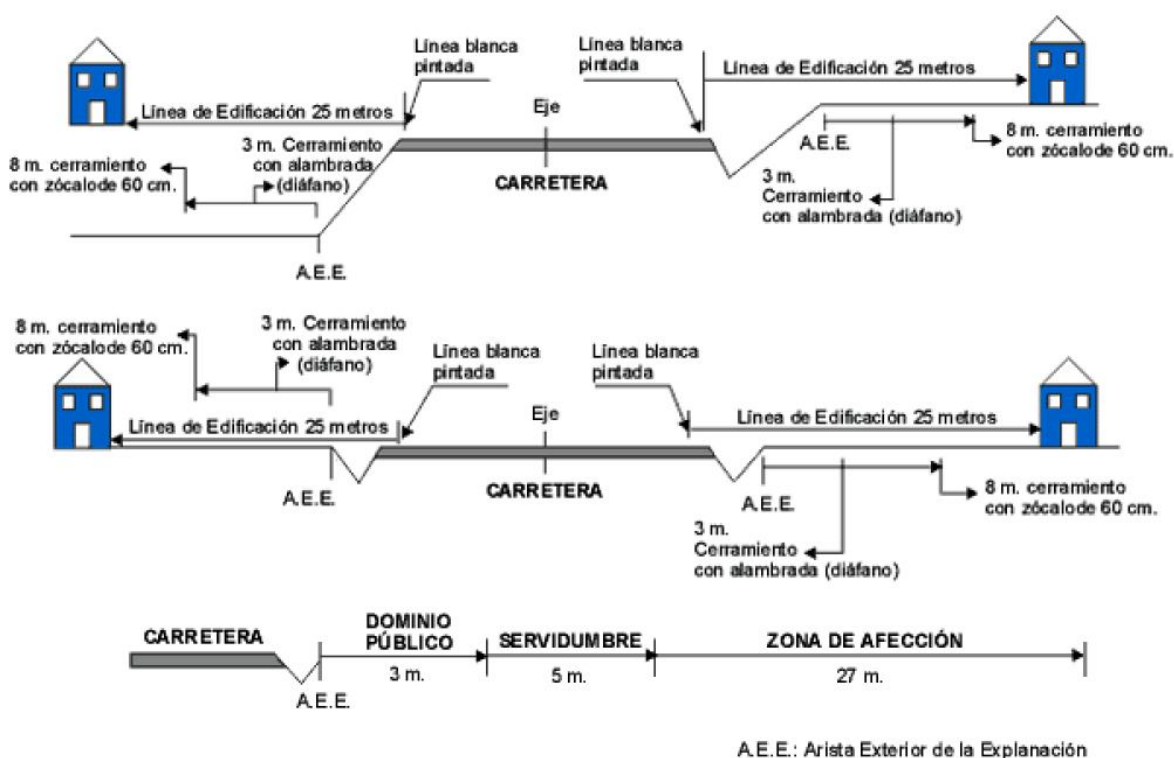 Línea blanca
pintada
Línea blanca
pintada
Línea de Edificación 25 metros
Línea de Edificación 25 metros
Eje
8 m. cerramiento
con zócalode 60 cm.
3 m. Cerramiento
con alambrada
(diáfano)
CARRETERA
A.E.E.
8 m. cerramiento
con zócalode 60 cm.
3 m.
Cerramiento
con alambrada (diáfano)
A.E.E.
8 m. cerramiento
con zócalode 60 cm.
3 m. Cerramiento
con alambrada
(diáfano)
Línea blanca
pintada
Línea blanca
pintada
Línea de Edificación 25 metros
Eje
Línea de Edificación 25 metros
A.E.E.
CARRETERA
A.E.E.
8 m. cerramiento
con zócalode 60 cm.
3 m.
Cerramiento
con alambrada (diáfano)
CARRETERA
A.E.E.
DOMINIO
PÚBLICO
3 m.
SERVIDUMBRE
5 m.
ZONA DE AFECCIÓN
27 m.
A.E.E.: Arista Exterior de la Explanación